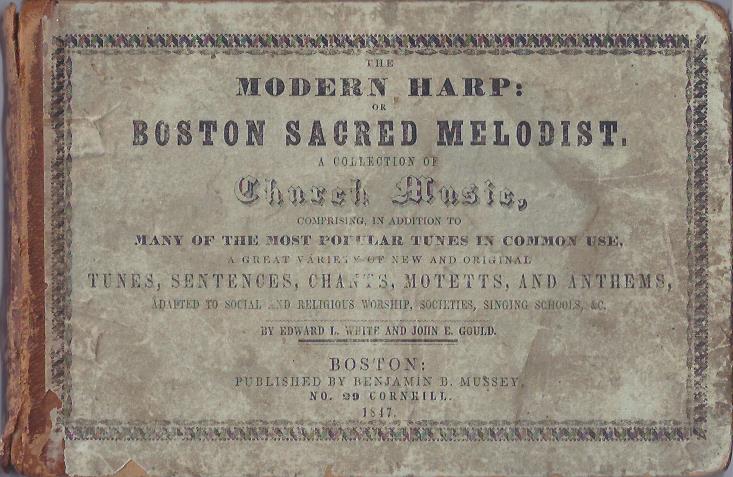 THE
MODERN HARP:
OR
BOSTON SACRED MELODIST.
A COLLECTION OF
Church Music,
COMPRISING, IN ADDITION TO
MANY OF THE MOST POPULAR TUNES IN COMMON USE,
A GREAT VARIETY OF NEW AND ORIGINAL
TUNES, SENTENCES, CHANTS, MOTETTS, AND ANTHEMS,
ADAPTED TO SOCIAL AND RELIGIOUS WORSHIP, SOCIETIES, SINGING SCHOOLS, &C.
BY EDWARD L. WHITE AND JOHN E. GOULD.
BOSTON:
PUBLISHED BY BENJAMIN B. MUSSEY,
NO. 29 CORNHILL.
1847.